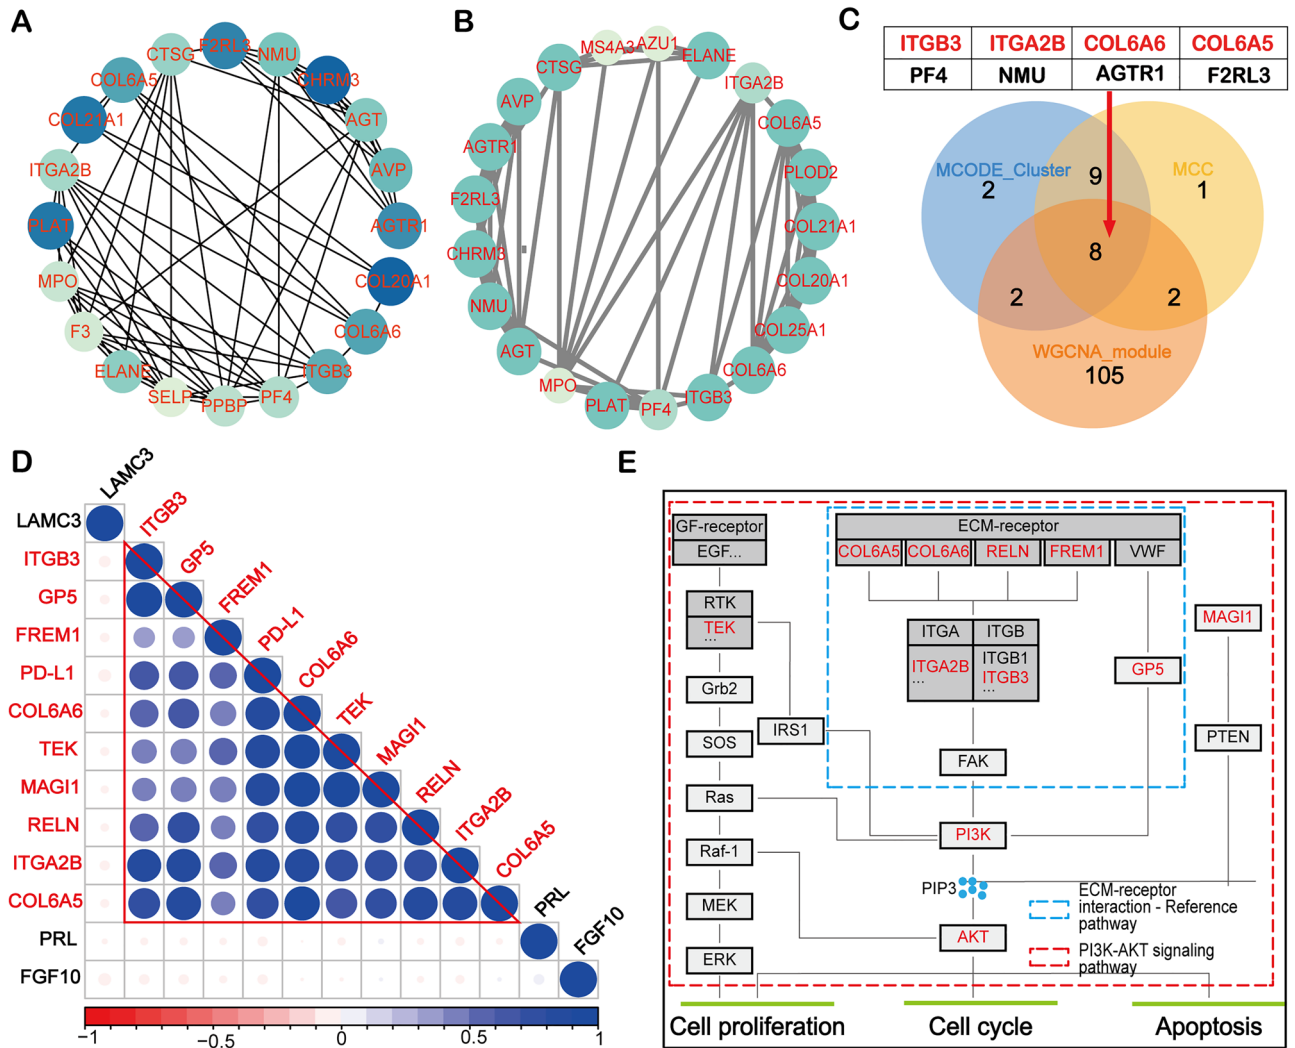 A
CTSG
F2RL3
NMU
CHRM3
COL6A5
COL21A1
AGT
ITGA2B
AVP
PLAT
AGTR1
MPO
COL20A1
F3
COL6A6
ELANE
ITGB3
SELP
PPBP
PF4
B
MS4A3
AZU1
ELANE
CTSG
ITGA2B
AVP
COL6A5
AGTR1
PLOD2
F2RL3
COL21A1
CHRM3
COL20A1
NMU
COL25A1
AGT
COL6A6
MPO
PLAT
PF4
ITGB3
C
ITGB3 ITGA2B COL6A6 COL6A5
PF4 NMU AGTR1 F2RL3
MCODE_Cluster
2
9
MCC
1
8
2
2
WGCNA_module
105
D
LAMC3
ITGB3
GP5
FREM1
PD-L1
COL6A6
TEK
MAGI1
RELN
ITGA2B
COL6A5
PRL
FGF10
LAMC3
ITGB3
GP5
FREM1
PD-L1
COL6A6
TEK
MAGI1
RELN
ITGA2B
COL6A5
PRL
FGF10
−1 −0.5 0 0.5 1
E
GF-receptor
EGF...
RTK
TEK
...
Grb2
SOS
IRS1
Ras
Raf-1
MEK
ERK
ECM-receptor
COL6A5 COL6A6 RELN FREM1 VWF
ITGA ITGB
ITGA2B
...
ITGB1
ITGB3
...
GP5
MAGI1
PTEN
FAK
PI3K
PIP3
AKT
ECM-receptor
interaction - Reference
pathway
PI3K-AKT signaling
pathway
Cell proliferation Cell cycle Apoptosis